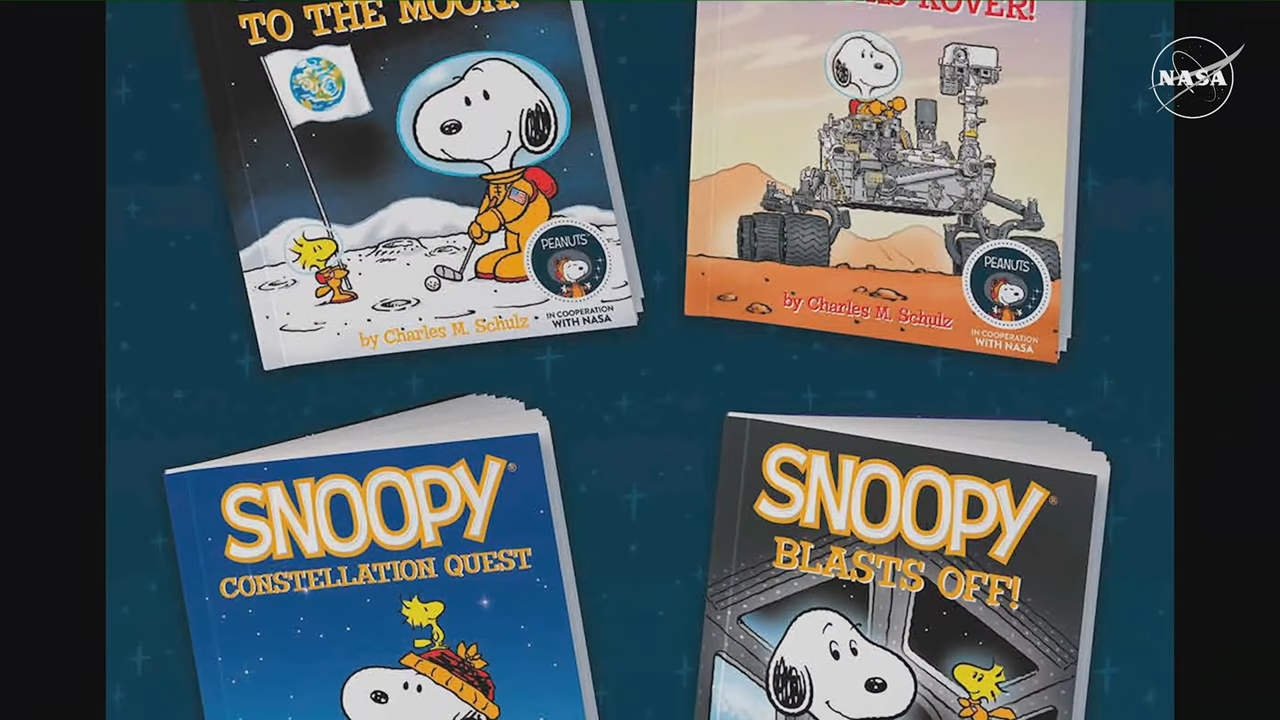 TO THE MOON!
ROVER!
NASA
PEANUTS
by Charles M. Schulz
IN COOPERATION
WITH NASA
PEANUTS
by Charles M. Schulz
IN COOPERATION
WITH NASA
SNOOPY®
CONSTELLATION QUEST
SNOOPY®
BLASTS OFF!